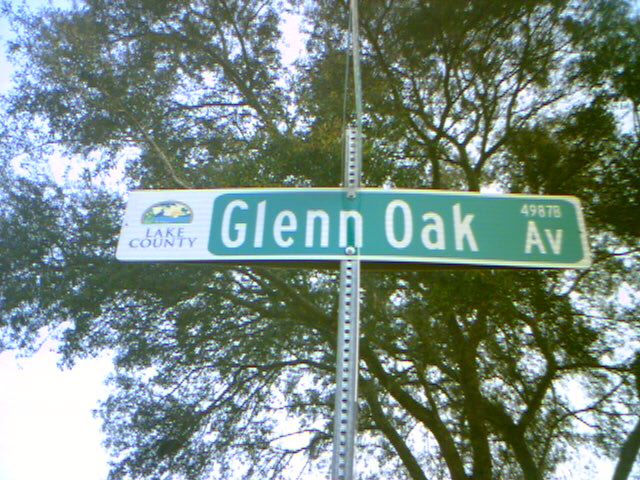 LAKE
COUNTY
Glenn Oak Av
4987B